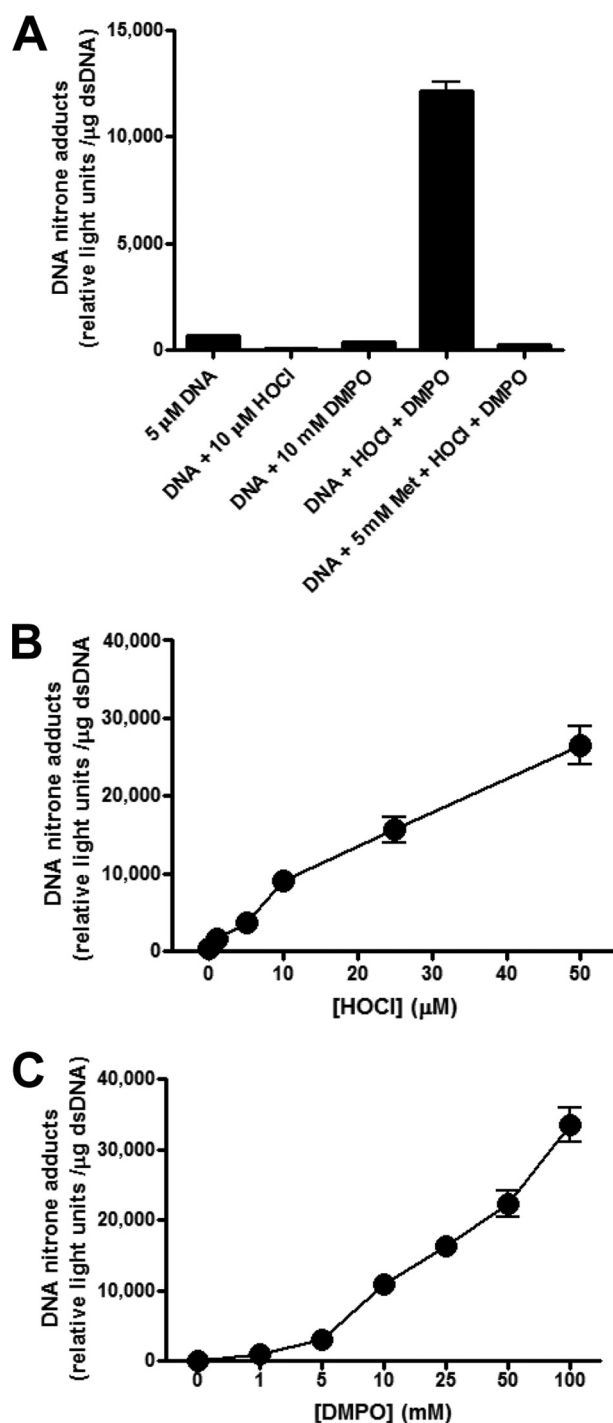 A
DNA nitrone adducts
(relative light units /µg dsDNA)
15,000
10,000
5,000
0
5 µM DNA
DNA + 10 µM HOCl
DNA + 10 mM DMPO
DNA + HOCl + DMPO
DNA + 5 mM Met + HOCl + DMPO
B
DNA nitrone adducts
(relative light units /µg dsDNA
40,000
30,000
20,000
10,000
0
0 10 20 30 40 50
[HOCl] (µM)
C
DNA nitrone adducts
(relative light units /µg dsDNA)
40,000
30,000
20,000
10,000
0
0 1 5 10 25 50 100
[DMPO] (mM)